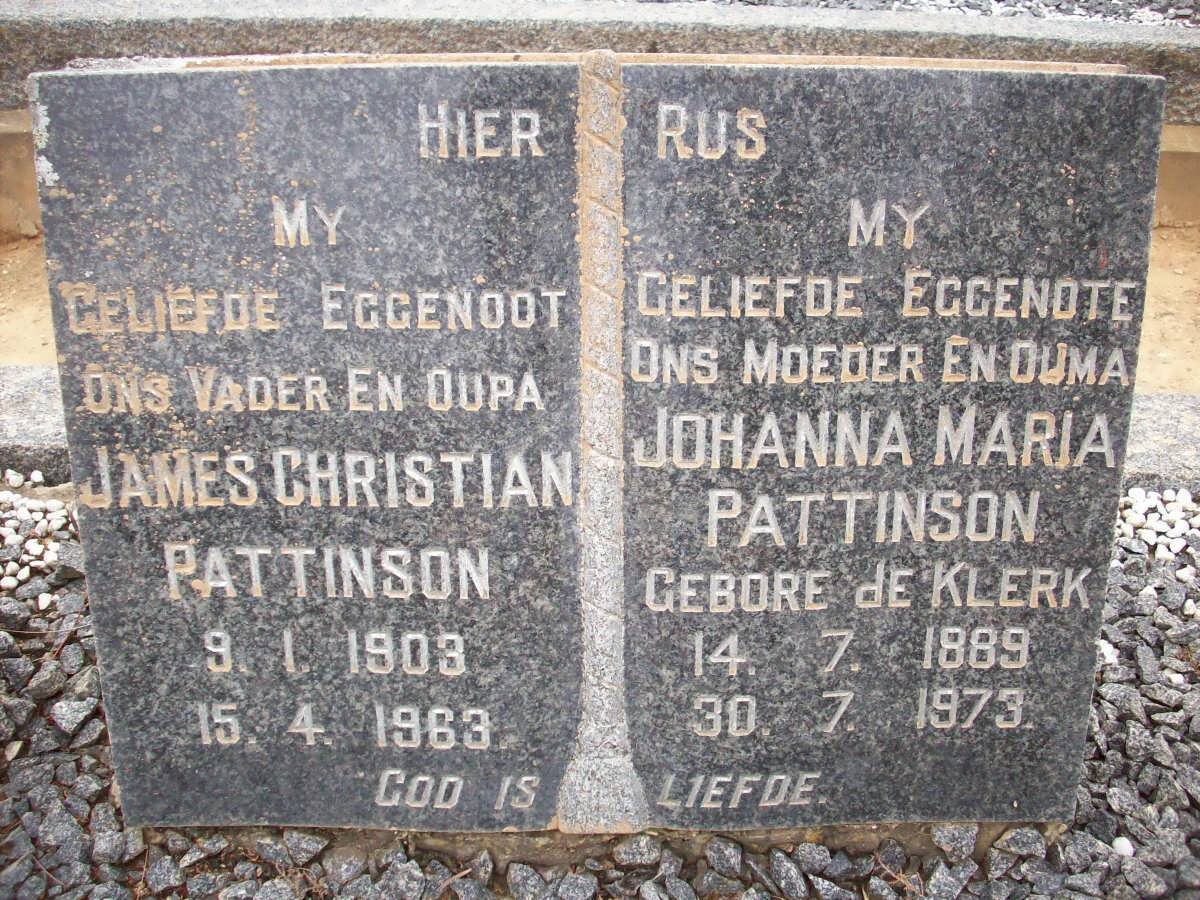 HIER RUS
MY
GELIEFDE EGGENOOT
ONS VADER EN OUPA
JAMES CHRISTIAN
PATTINSON
9. 1. 1903
15. 4. 1963.
MY
GELIEFDE EGGENOTE
ONS MOEDER EN OUMA
JOHANNA MARIA
PATTINSON
GEBORE de KLERK
14. 7. 1889
30. 7. 1973.
GOD IS LIEFDE.